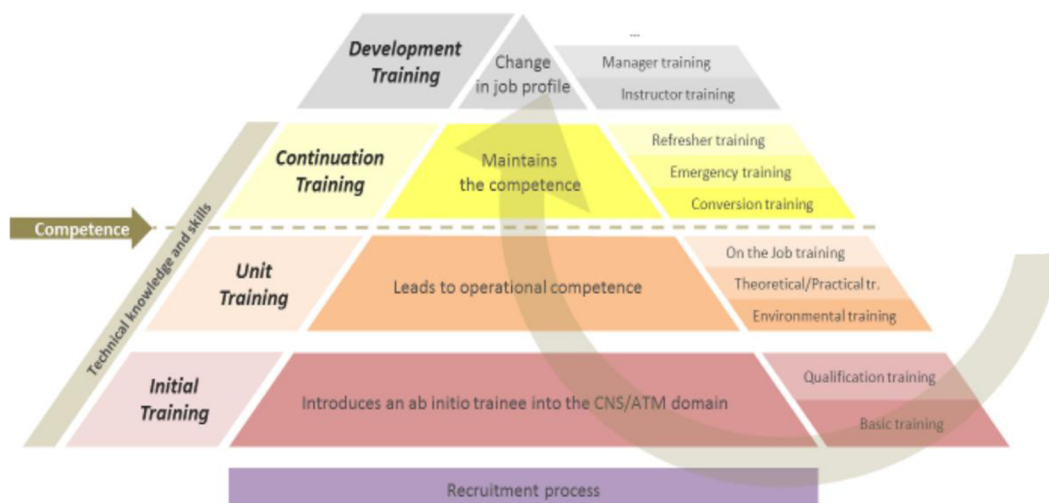 ...
Development
Training
Change
in job profile
Manager training
Instructor training
Continuation
Training
Maintains
the competence
Refresher training
Emergency training
Conversion training
Competence
Technical knowledge and skills
Unit
Training
Leads to operational competence
On the Job training
Theoretical/Practical tr.
Environmental training
Initial
Training
Introduces an ab initio trainee into the CNS/ATM domain
Qualification training
Basic training
Recruitment process